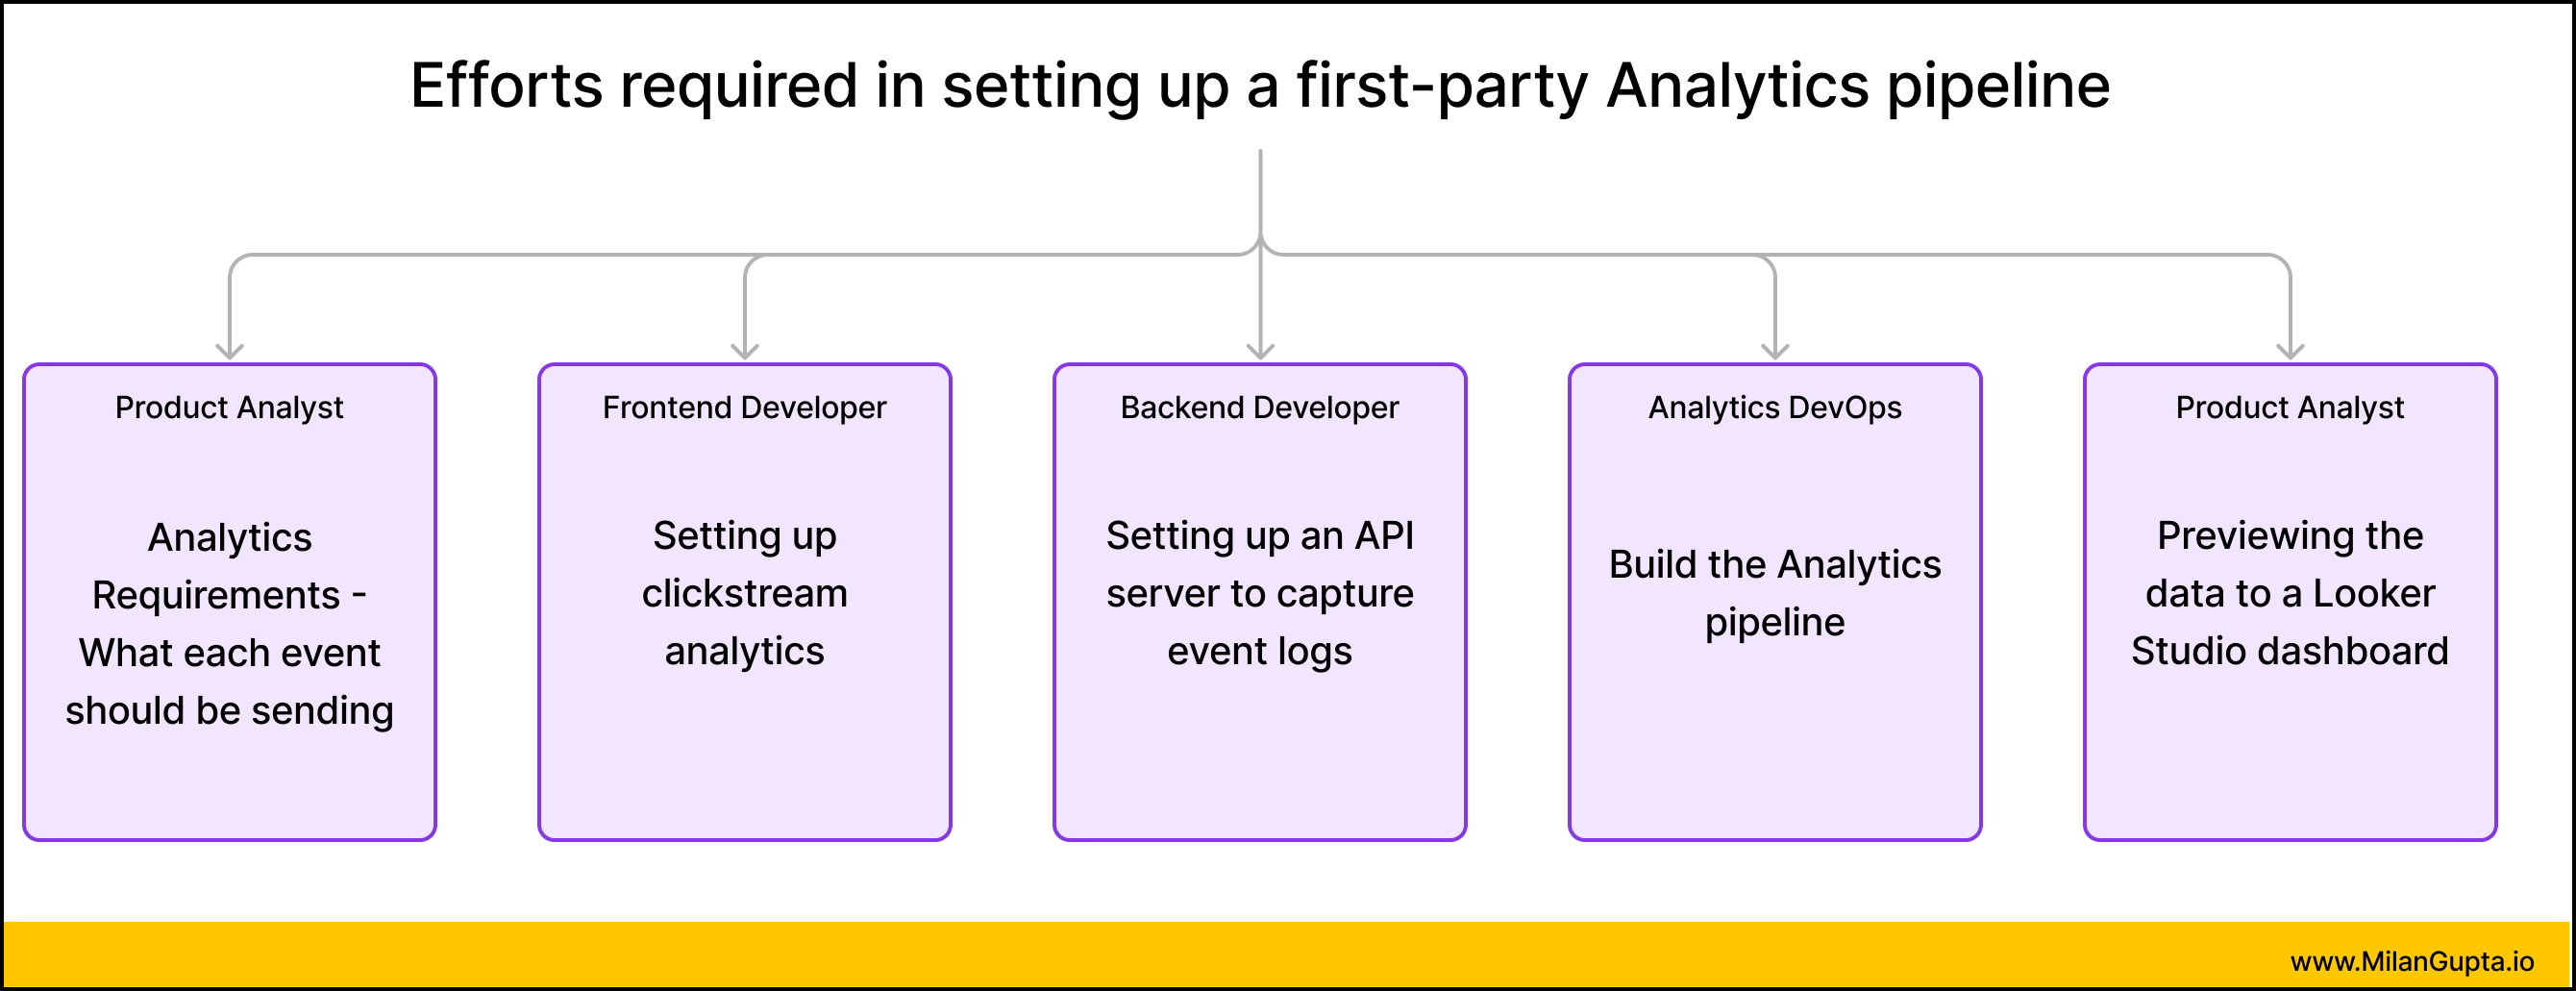 Efforts required in setting up a first-party Analytics pipeline
Product Analyst
Analytics
Requirements -
What each event
should be sending
Frontend Developer
Setting up
clickstream
analytics
Backend Developer
Setting up an API
server to capture
event logs
Analytics DevOps
Build the Analytics
pipeline
Product Analyst
Previewing the
data to a Looker
Studio dashboard
www.MilanGupta.io